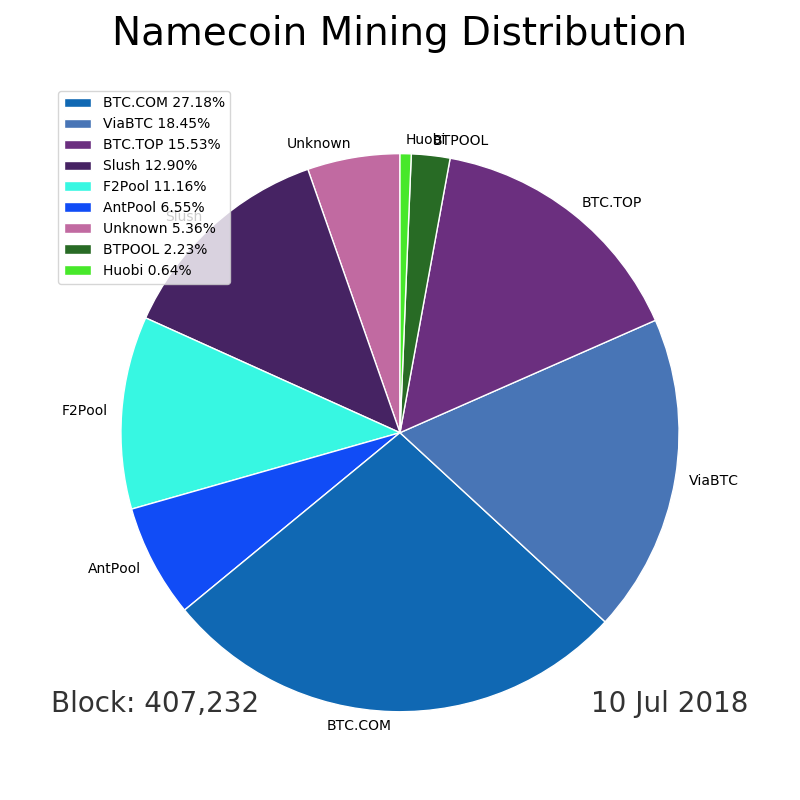 Namecoin Mining Distribution
BTC.COM 27.18%
ViaBTC 18.45%
BTC.TOP 15.53%
Slush 12.90%
F2Pool 11.16%
AntPool 6.55%
Unknown 5.36%
BTPOOL 2.23%
Huobi 0.64%
Unknown
Huobi
BTPOOL
BTC.TOP
Slush
F2Pool
ViaBTC
AntPool
BTC.COM
Block: 407,232
10 Jul 2018